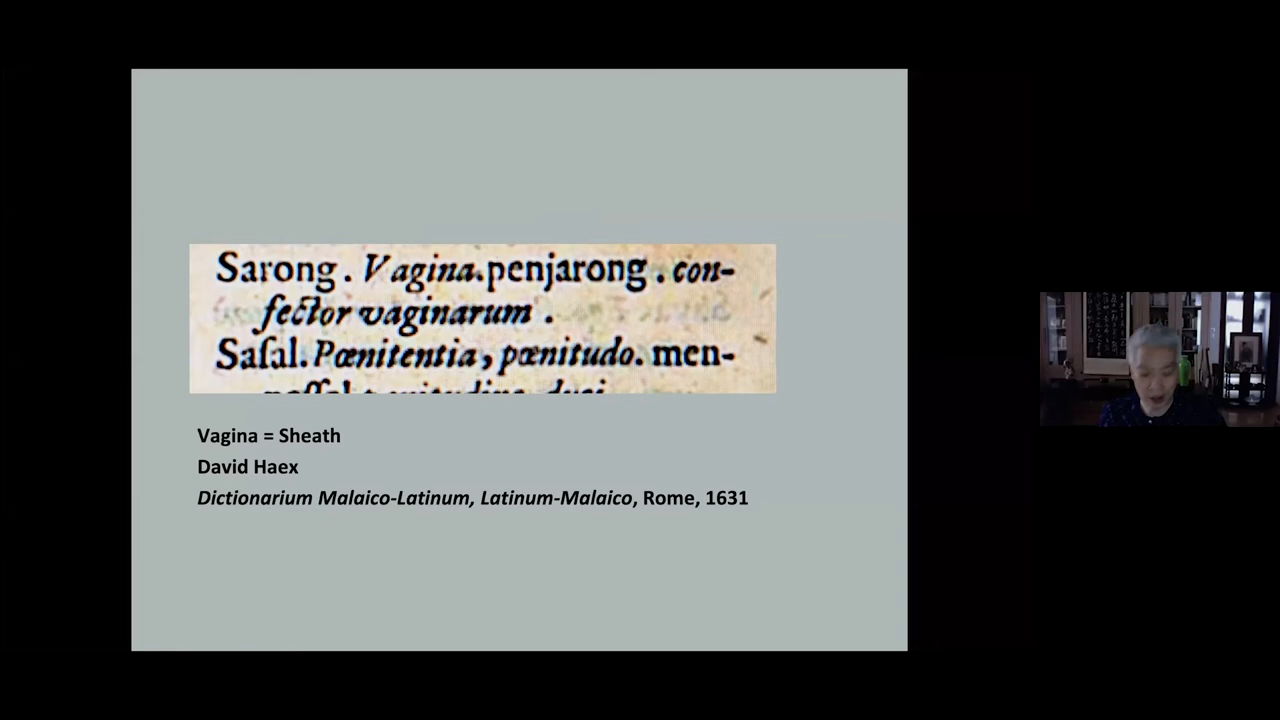 Sarong. Vagina. penjarong. con-
fector vaginarum.
Saſal. Pœnitentia, pœnitudo. men-
Vagina = Sheath
David Haex
Dictionarium Malaico-Latinum, Latinum-Malaico, Rome, 1631